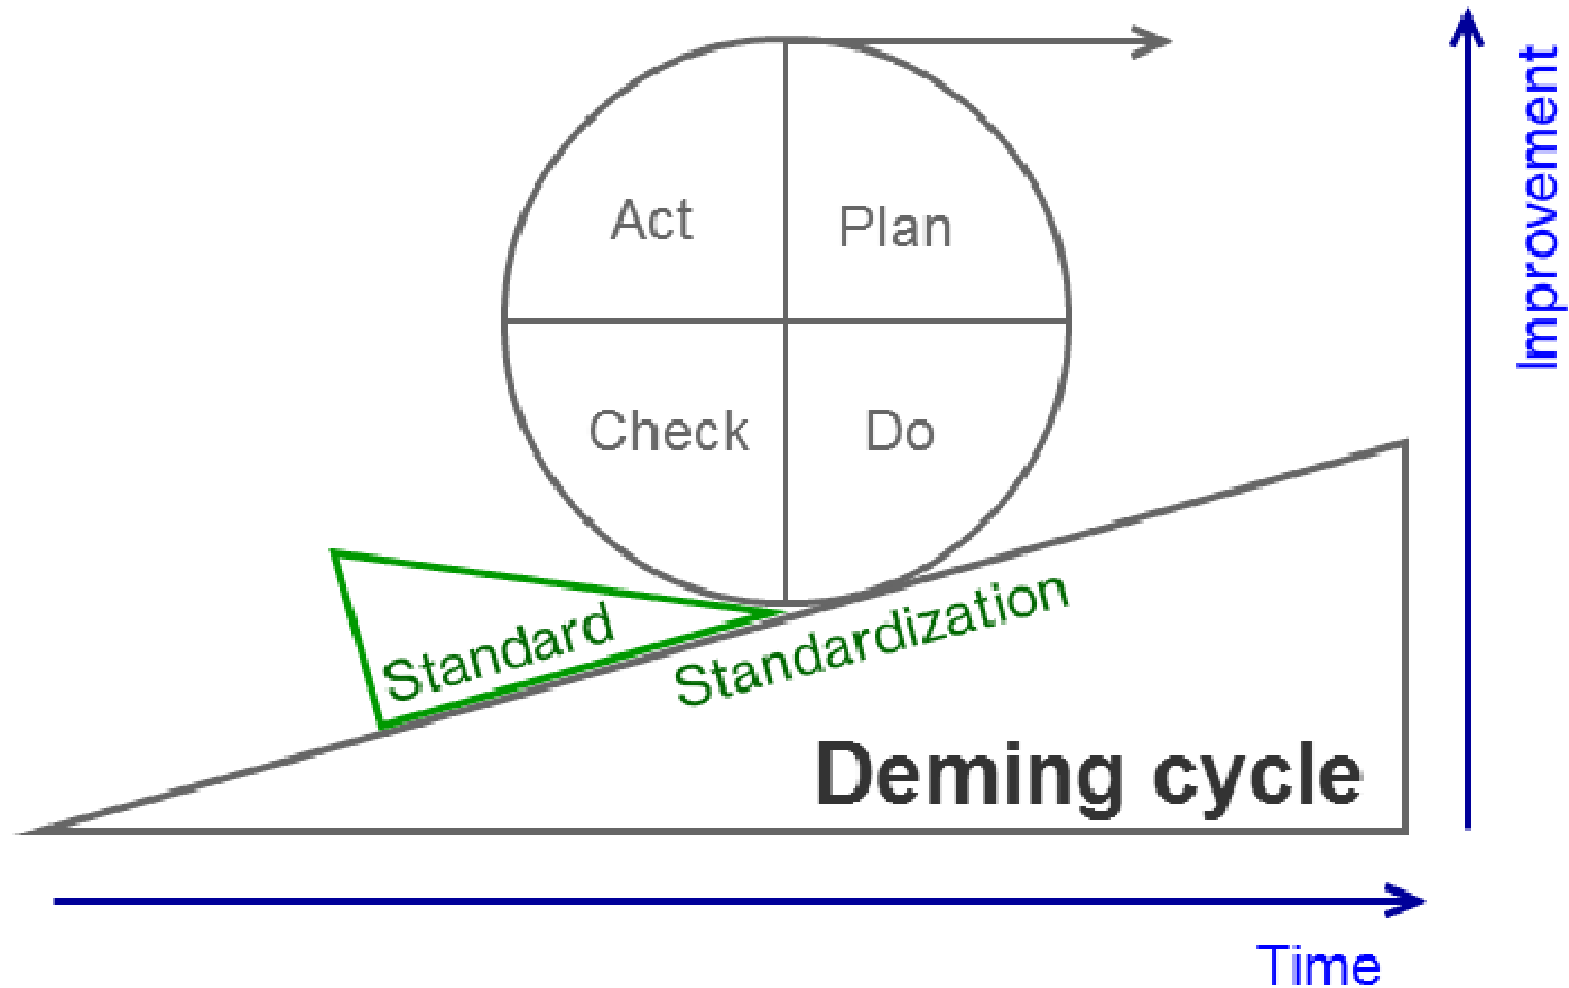 Act
Plan
Check
Do
Improvement
Standard
Standardization
Deming cycle
Time